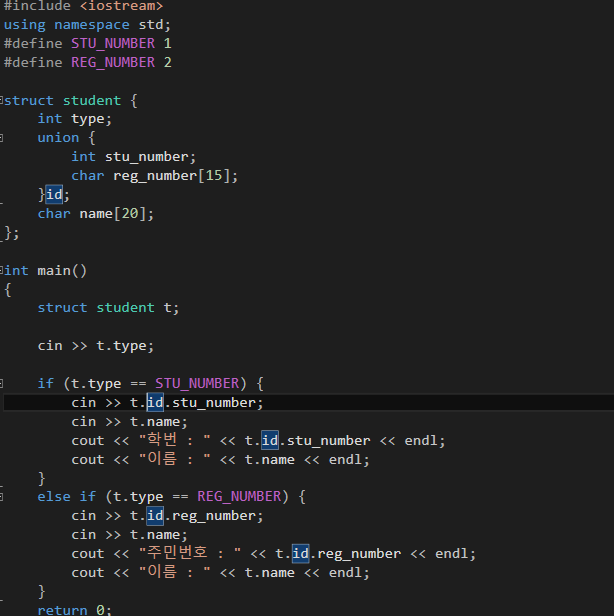 #include <iostream>
using namespace std;
#define STU_NUMBER 1
#define REG_NUMBER 2
struct student {
int type;
union {
int stu_number;
char reg_number[15];
}id;
char name[20];
};
int main()
{
struct student t;
cin >> t.type;
if (t.type == STU_NUMBER) {
cin >> t.id.stu_number;
cin >> t.name;
cout << "학번 : " << t.id.stu_number << endl;
cout << "이름 : " << t.name << endl;
}
else if (t.type == REG_NUMBER) {
cin >> t.id.reg_number;
cin >> t.name;
cout << "주민번호 : " << t.id.reg_number << endl;
cout << "이름 : " << t.name << endl;
}
return 0;